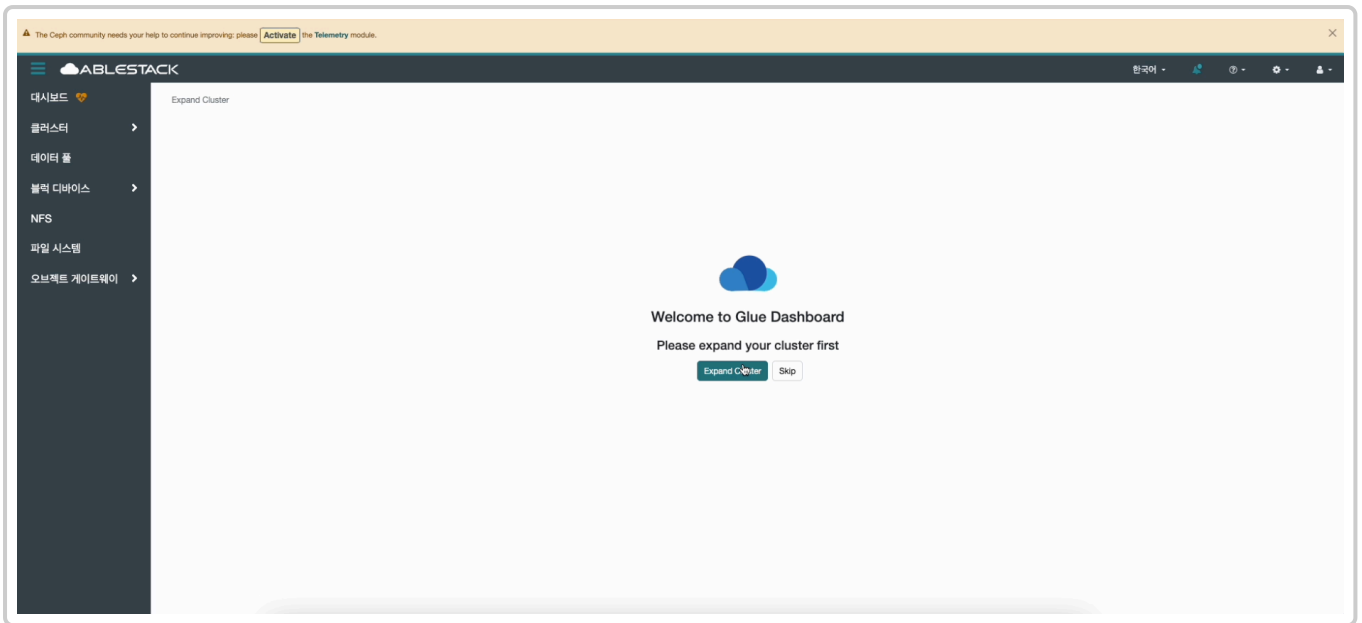 The Ceph community needs your help to continue improving: please Activate the Telemetry module.
ABLESTACK
한국어
대시보드
Expand Cluster
클러스터
데이터 풀
블럭 디바이스
NFS
파일 시스템
오브젝트 게이트웨이
Welcome to Glue Dashboard
Please expand your cluster first
Expand Cluster Skip